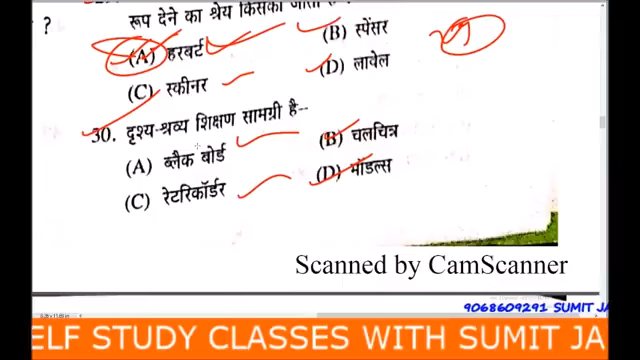 रूप देने का श्रेय किसको जाता है
?
(A) हरबर्ट
(B) स्पेंसर
(C) स्कीनर
(D) लावेल
30. दृश्य-श्रव्य शिक्षण सामग्री है--
(A) ब्लैक बोर्ड
(B) चलचित्र
(C) रेटरिकॉर्डर
(D) मॉडल्स
Scanned by CamScanner
9068609291 SUMIT JA
ELF STUDY CLASSES WITH SUMIT JA